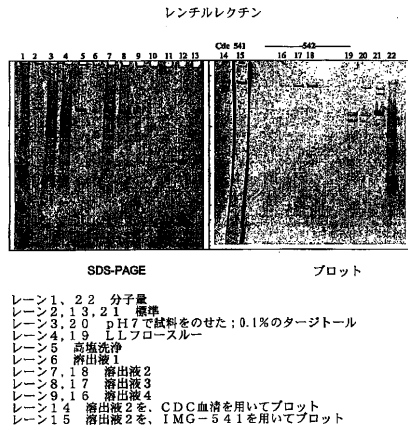 レンチルレクチン
Cdc 541 542
1 2 3 4 5 6 7 8 9 10 11 12 13 14 15 16 17 18 19 20 21 22
SDS-PAGE ブロット
レーン1、22 分子量
レーン2,13,21 標準
レーン3,20 pH7で試料をのせた；0.1%のタージトール
レーン4,19 LLフロースルー
レーン5 高塩洗浄
レーン6 溶出液1
レーン7,18 溶出液2
レーン8,17 溶出液3
レーン9,16 溶出液4
レーン14 溶出液2を、CDC血清を用いてブロット
レーン15 溶出液2を、IMG-541を用いてブロット